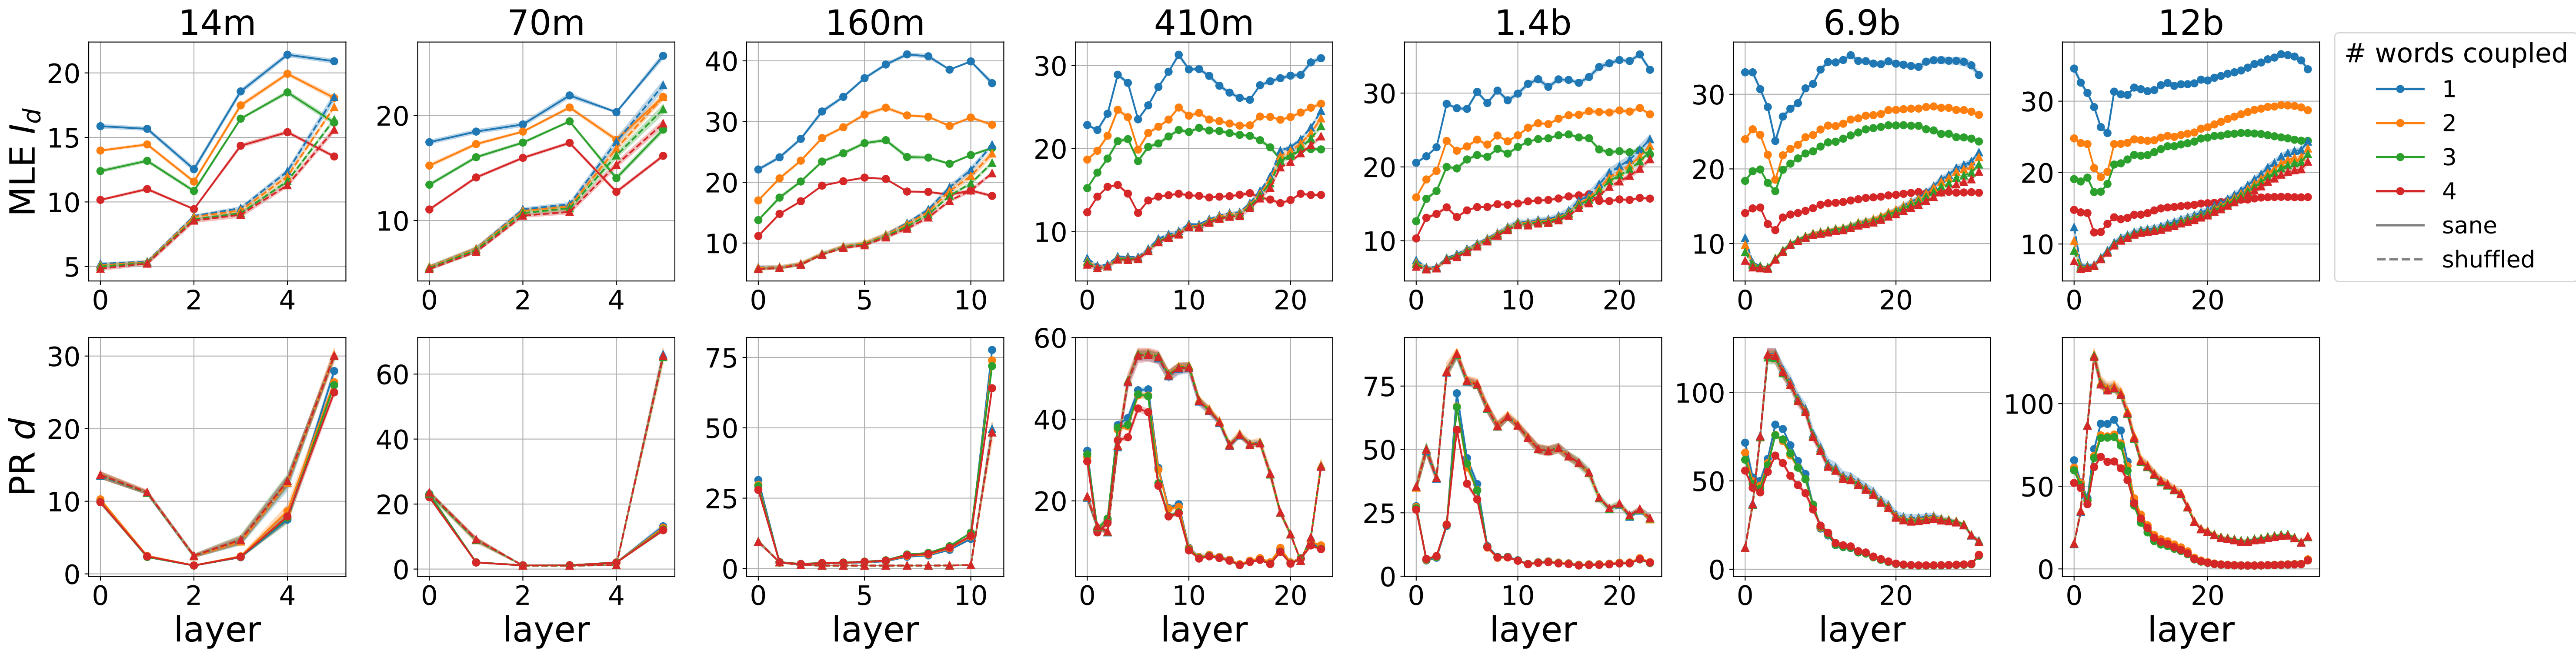 14m 70m 160m 410m 1.4b 6.9b 12b
MLE I_d
20 15 10 5
0 2 4
20 10
0 2 4
40 30 20 10
0 5 10
30 20 10
0 10 20
30 20 10
0 10 20
30 20 10
0 20
30 20 10
0 20
# words coupled
1
2
3
4
sane
shuffled
PR d
30 20 10 0
0 2 4
60 40 20 0
0 2 4
75 50 25 0
0 5 10
60 40 20
0 10 20
75 50 25 0
0 10 20
100 50 0
0 20
100 50 0
0 20
layer layer layer layer layer layer layer